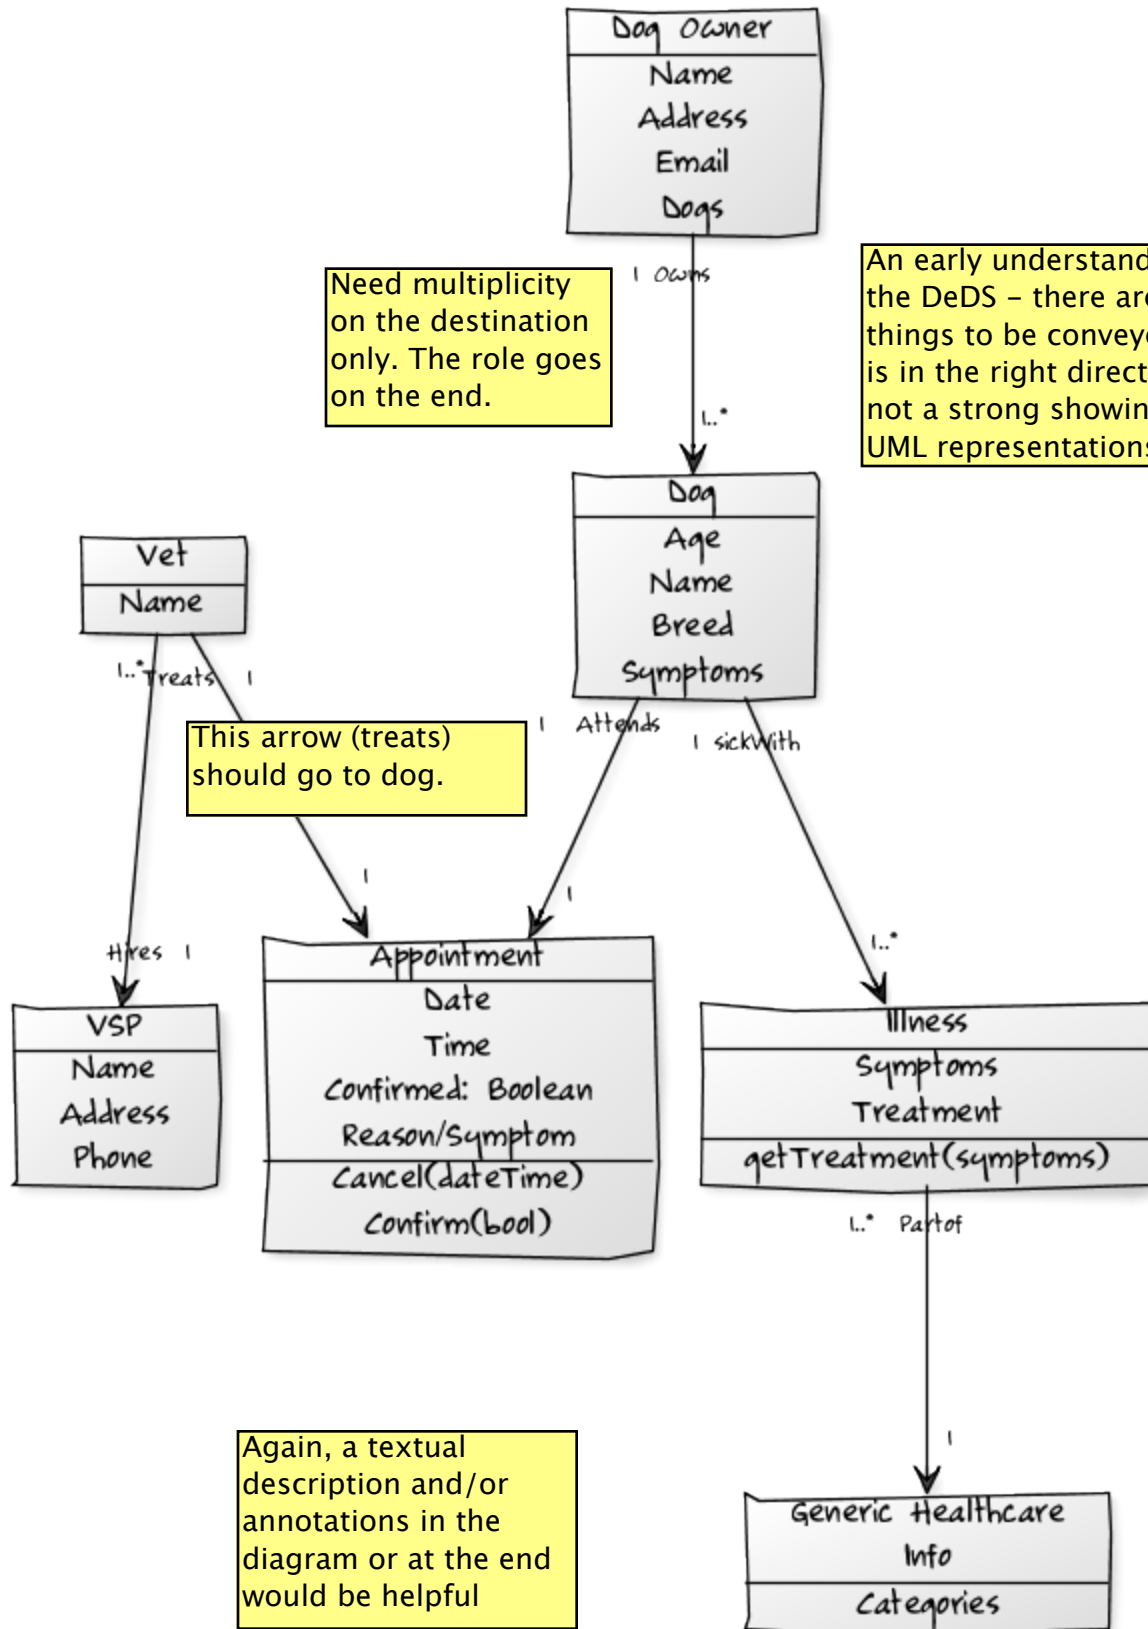 Dog Owner
Name
Address
Email
Dogs
1 Owns
Need multiplicity
on the destination
only. The role goes
on the end.
An early understand
the DeDS – there are
things to be conveye
is in the right direct
not a strong showin
UML representations
1..*
Dog
Age
Name
Breed
Symptoms
Vet
Name
1..* Treats 1
This arrow (treats)
should go to dog.
1 Attends
1 sickWith
1
1
1..*
Hires 1
VSP
Name
Address
Phone
Appointment
Date
Time
Confirmed: Boolean
Reason/Symptom
Cancel(dateTime)
Confirm(bool)
Illness
Symptoms
Treatment
getTreatment(symptoms)
1..* Partof
1
Again, a textual
description and/or
annotations in the
diagram or at the end
would be helpful
Generic Healthcare
Info
Categories